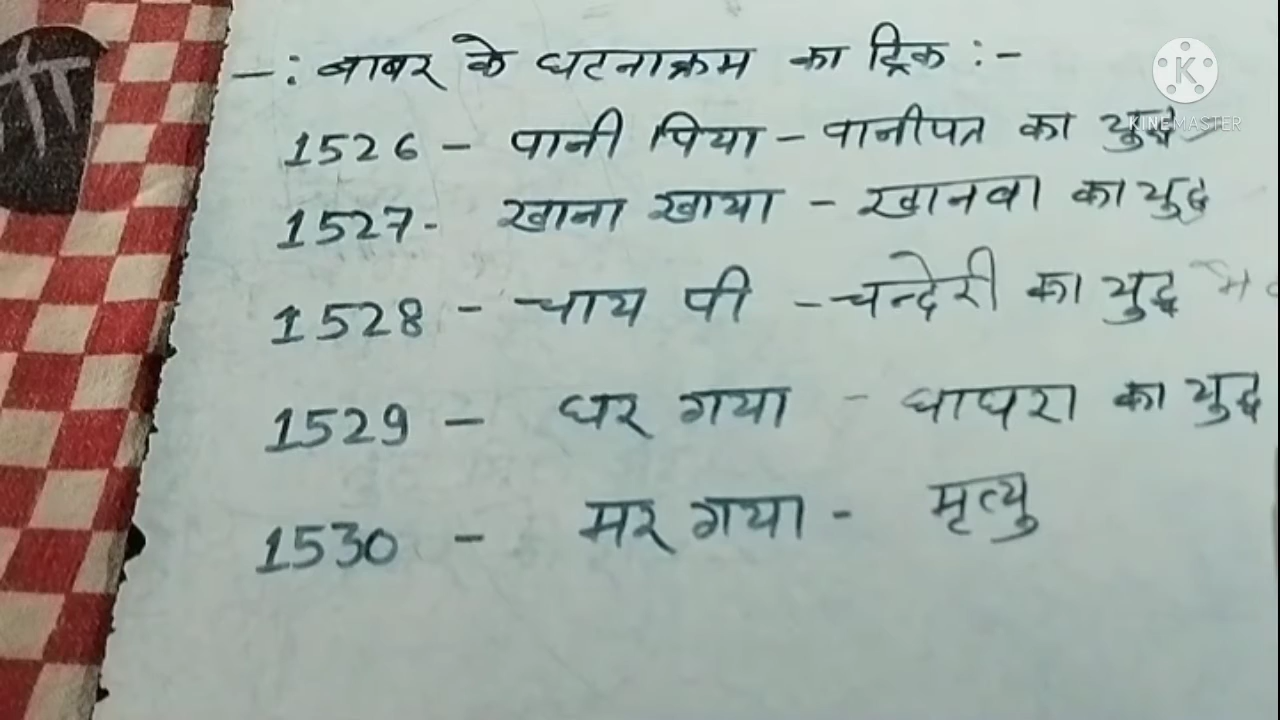 -: बाबर के घटनाक्रम का ट्रिक :-
KINEMASTER
1526 - पानी पिया - पानीपत का युद्ध
1527- खाना खाया - खानवा का युद्ध
1528 - चाय पी - चन्देरी का युद्ध
1529 - घर गया - घाघरा का युद्ध
1530 - मर गया - मृत्यु